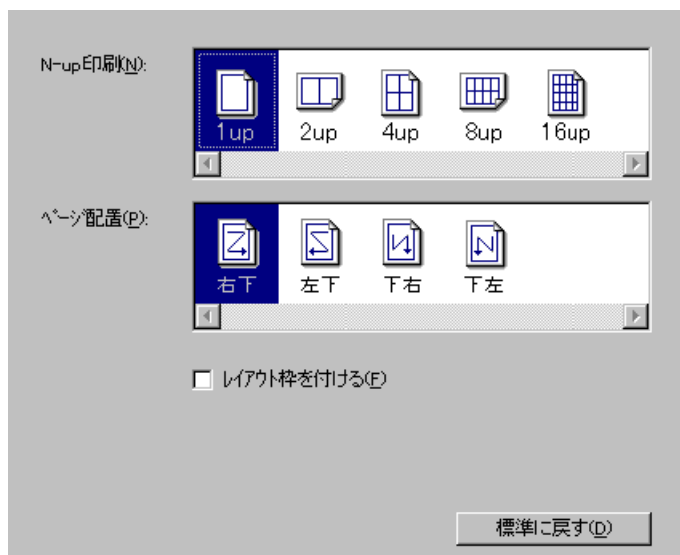 N-up印刷(N):
1up 2up 4up 8up 16up
ページ配置(P):
右下 左下 下右 下左
レイアウト枠を付ける(F)
標準に戻す(D)